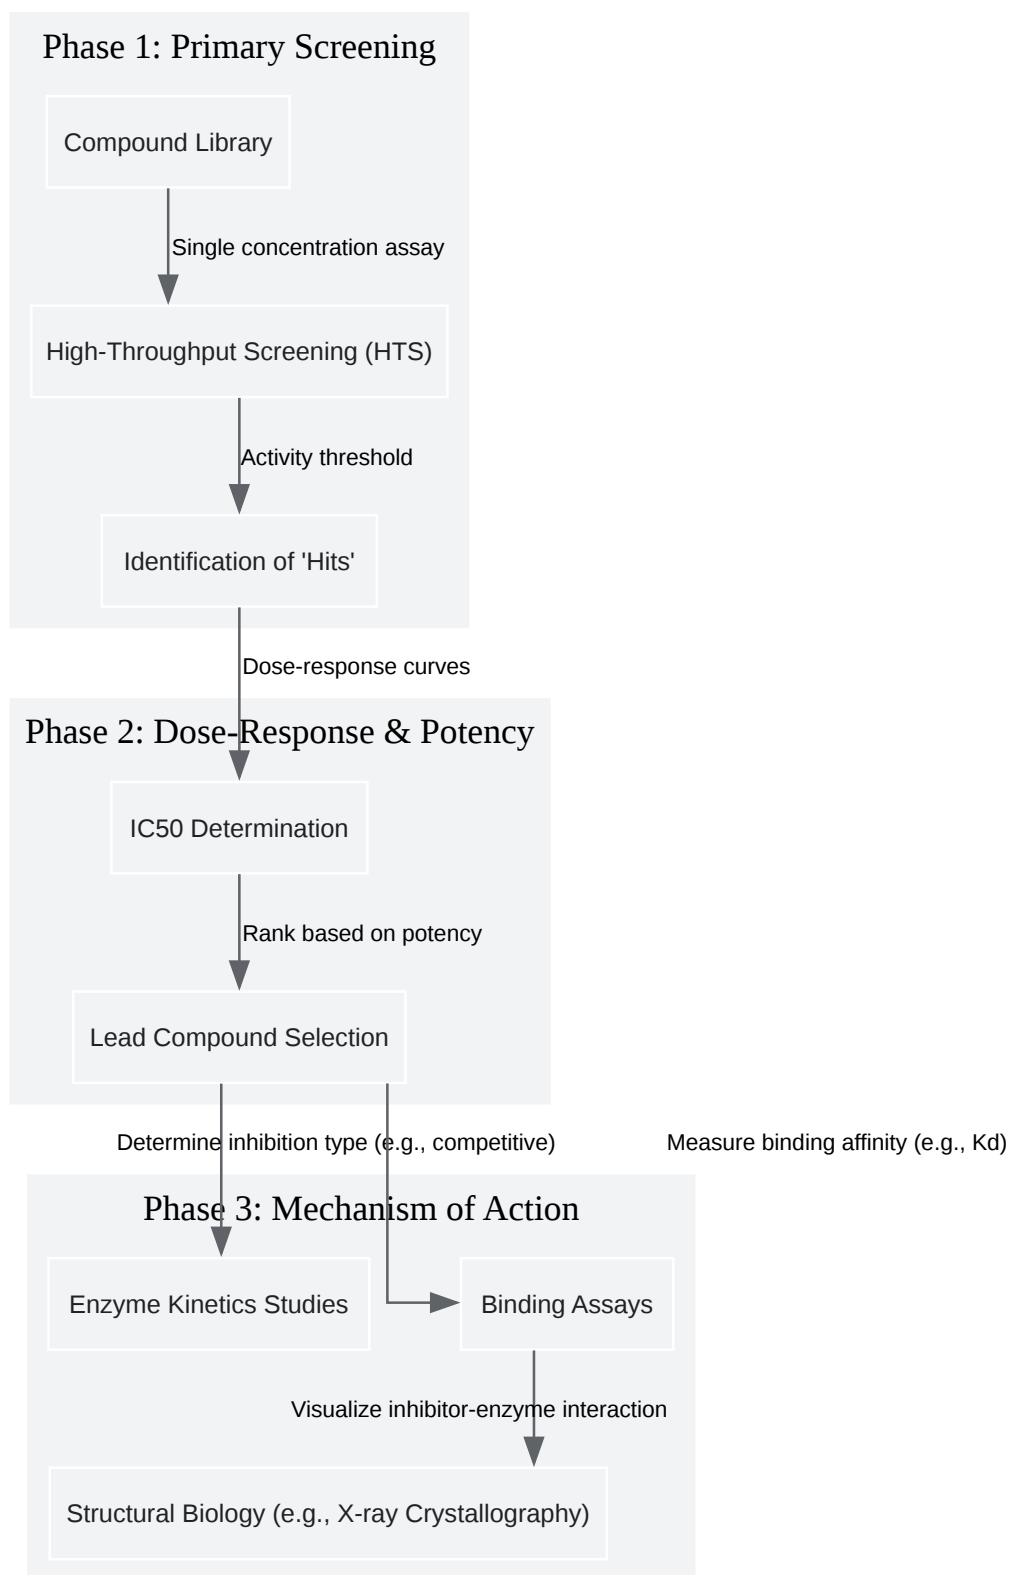 Phase 1: Primary Screening
Compound Library
Single concentration assay
High-Throughput Screening (HTS)
Activity threshold
Identification of 'Hits'
Dose-response curves
Phase 2: Dose-Response & Potency
IC50 Determination
Rank based on potency
Lead Compound Selection
Determine inhibition type (e.g., competitive)
Measure binding affinity (e.g., Kd)
Phase 3: Mechanism of Action
Enzyme Kinetics Studies
Binding Assays
Visualize inhibitor-enzyme interaction
Structural Biology (e.g., X-ray Crystallography)